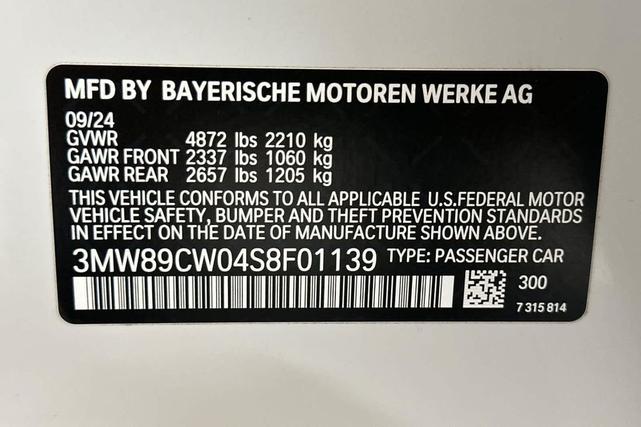 MFD BY BAYERISCHE MOTOREN WERKE AG
09/24
GVWR 4872 lbs 2210 kg
GAWR FRONT 2337 lbs 1060 kg
GAWR REAR 2657 lbs 1205 kg
THIS VEHICLE CONFORMS TO ALL APPLICABLE U.S.FEDERAL MOTOR
VEHICLE SAFETY, BUMPER AND THEFT PREVENTION STANDARDS
IN EFFECT ON THE DATE OF MANUFACTURE SHOWN ABOVE.
3MW89CW04S8F01139 TYPE: PASSENGER CAR
300
7 315 814